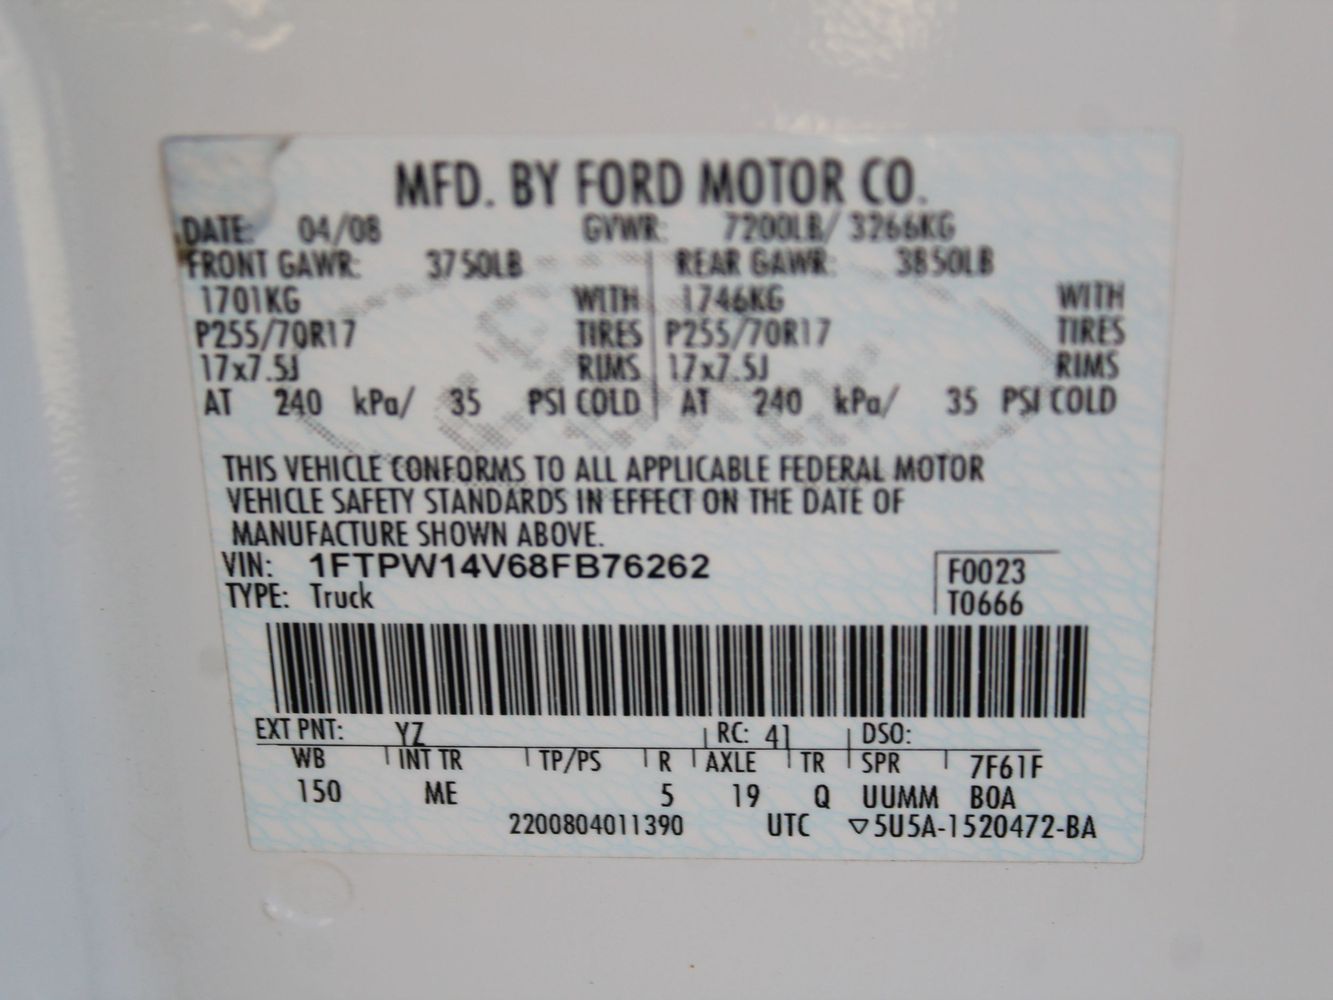 MFD. BY FORD MOTOR CO.
DATE: 04/08 GVWR: 7200LB/ 3266KG
FRONT GAWR: 3750LB REAR GAWR: 3850LB
1701KG WITH 1746KG WITH
P255/70R17 TIRES P255/70R17 TIRES
17x7.5J RIMS 17x7.5J RIMS
AT 240 kPa/ 35 PSI COLD AT 240 kPa/ 35 PSI COLD
THIS VEHICLE CONFORMS TO ALL APPLICABLE FEDERAL MOTOR
VEHICLE SAFETY STANDARDS IN EFFECT ON THE DATE OF
MANUFACTURE SHOWN ABOVE.
VIN: 1FTPW14V68FB76262 F0023
TYPE: Truck T0666
EXT PNT: YZ RC: 41 DSO:
WB INT TR TP/PS R AXLE TR SPR 7F61F
150 ME 5 19 Q UUMM BOA
2200804011390 UTC ▽5U5A-1520472-BA